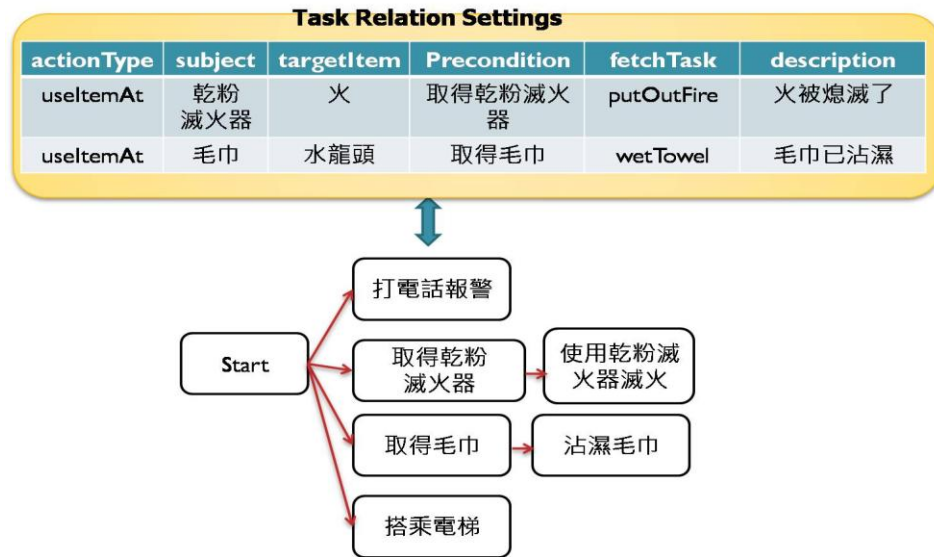 Task Relation Settings
actionType subject targetItem Precondition fetchTask description
useItemAt 乾粉滅火器 火 取得乾粉滅火器 putOutFire 火被熄滅了
useItemAt 毛巾 水龍頭 取得毛巾 wetTowel 毛巾已沾濕
打電話報警
Start
取得乾粉
滅火器
使用乾粉滅
火器滅火
取得毛巾
沾濕毛巾
搭乘電梯